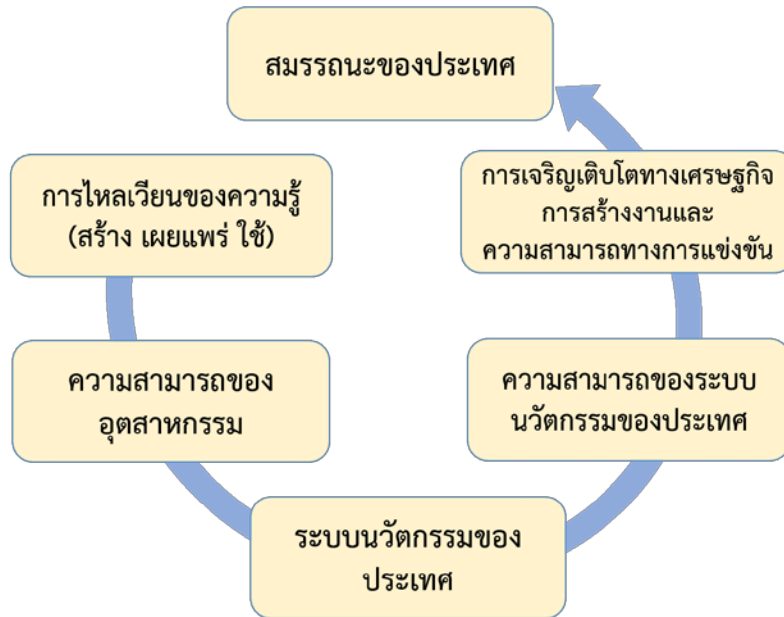 สมรรถนะของประเทศ
การไหลเวียนของความรู้
(สร้าง เผยแพร่ ใช้)
การเจริญเติบโตทางเศรษฐกิจ
การสร้างงานและ
ความสามารถทางการแข่งขัน
ความสามารถของ
อุตสาหกรรม
ความสามารถของระบบ
นวัตกรรมของประเทศ
ระบบนวัตกรรมของ
ประเทศ